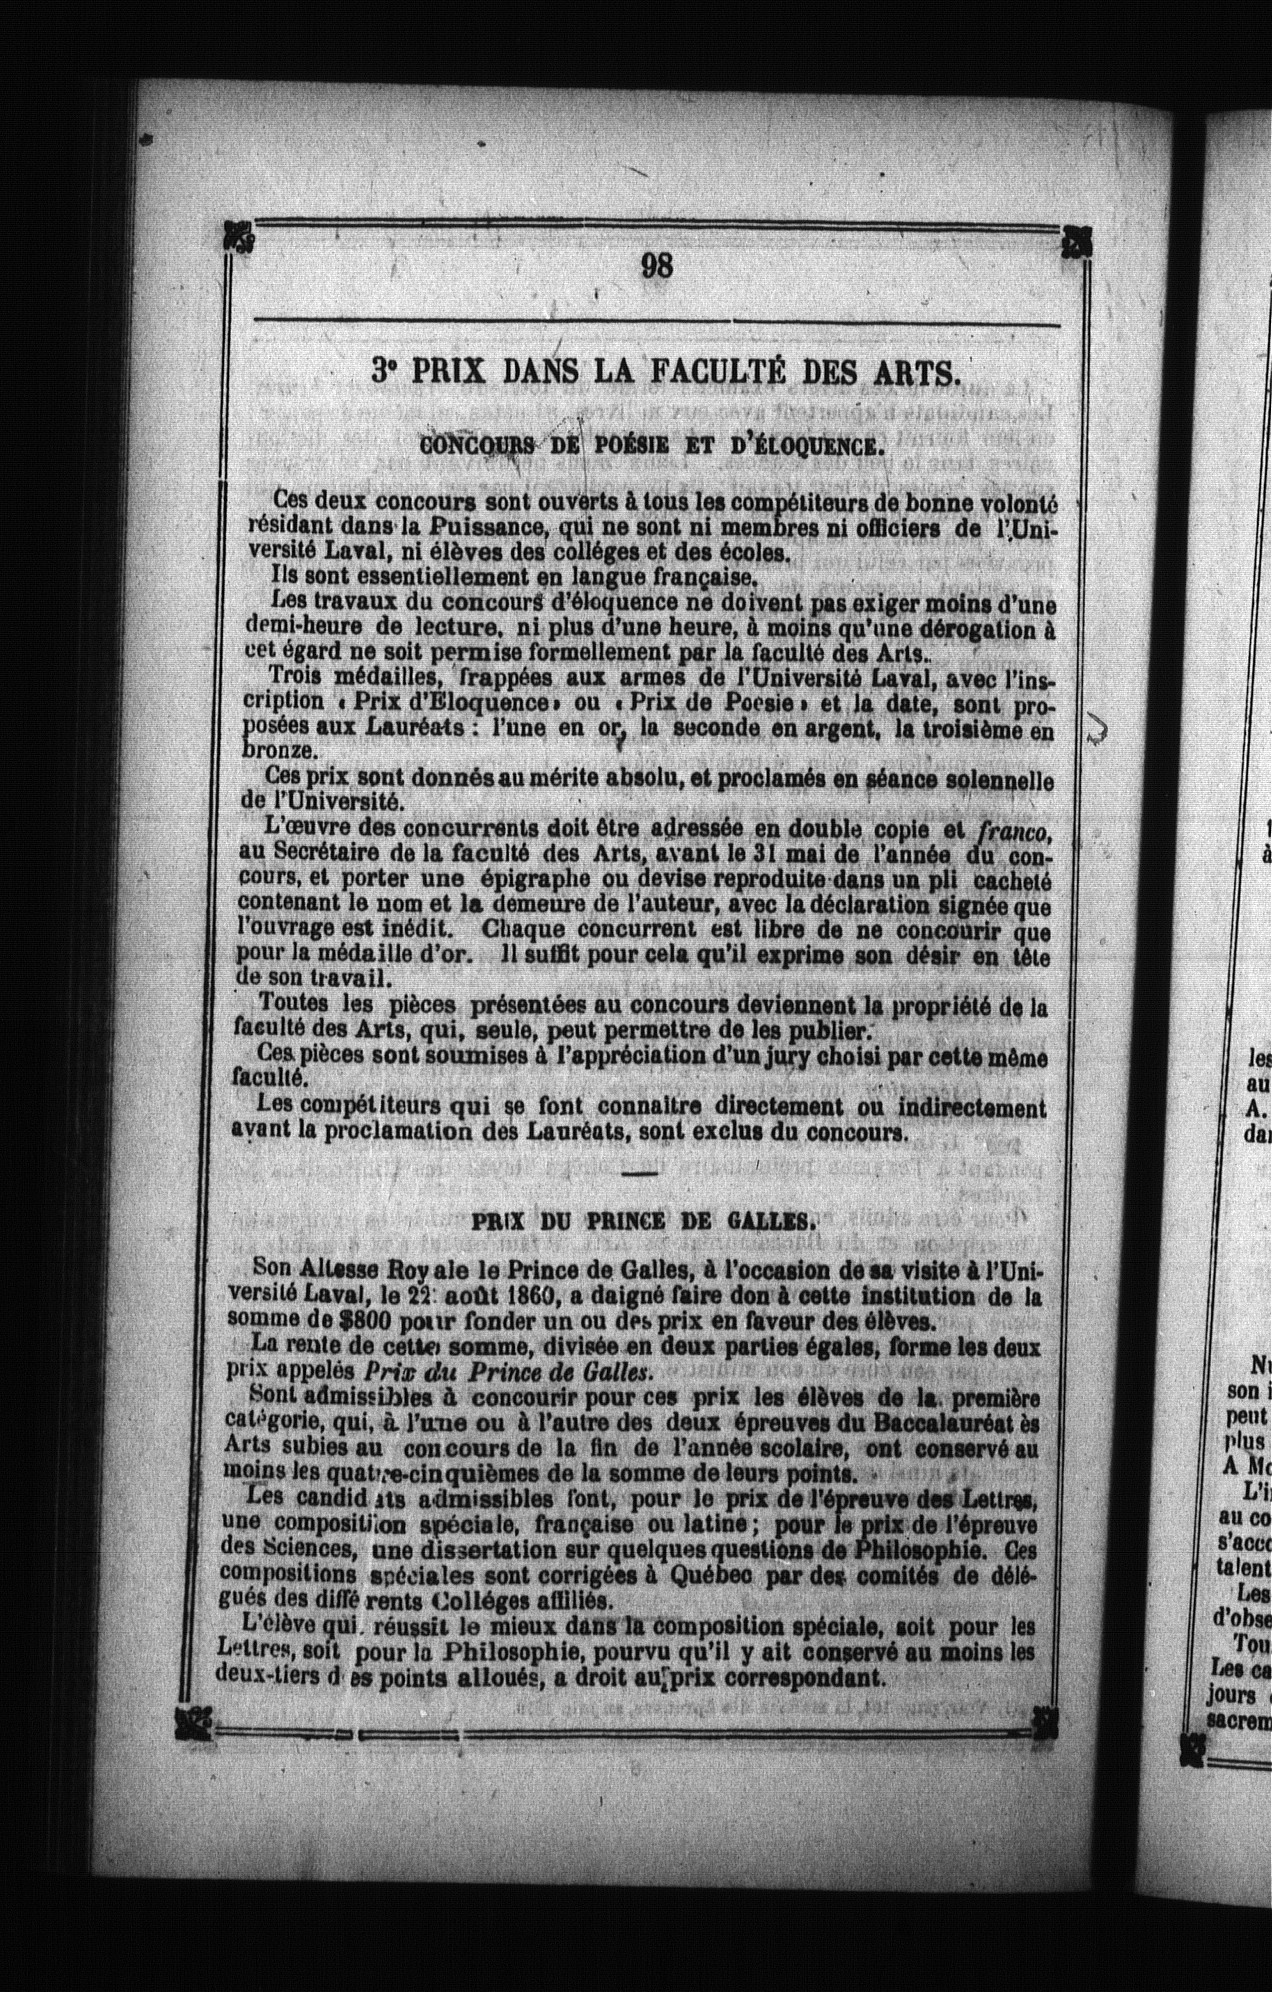 98
3e PRIX DANS LA FACULTÉ DES ARTS.
CONCOURS DE POÉSIE ET D'ÉLOQUENCE.
Ces deux concours sont ouverts à tous les compétiteurs de bonne volonté
résidant dans la Puissance, qui ne sont ni membres ni officiers de l'Uni-
versité Laval, ni élèves des colléges et des écoles.
Ils sont essentiellement en langue française.
Les travaux du concours d'éloquence ne doivent pas exiger moins d'une
demi-heure de lecture, ni plus d'une heure, à moins qu'une dérogation à
cet égard ne soit permise formellement par la faculté des Arts.
Trois médailles, frappées aux armes de l'Université Laval, avec l'ins-
cription « Prix d'Eloquence » ou « Prix de Poesie » et la date, sont pro-
posées aux Lauréats : l'une en or, la seconde en argent, la troisième en
bronze.
Ces prix sont donnés au mérite absolu, et proclamés en séance solennelle
de l'Université.
L'œuvre des concurrents doit être adressée en double copie et franco,
au Secrétaire de la faculté des Arts, avant le 31 mai de l'année du con-
cours, et porter une épigraphe ou devise reproduite dans un pli cacheté
contenant le nom et la demeure de l'auteur, avec la déclaration signée que
l'ouvrage est inédit. Chaque concurrent est libre de ne concourir que
pour la médaille d'or. Il suffit pour cela qu'il exprime son désir en tête
de son travail.
Toutes les pièces présentées au concours deviennent la propriété de la
faculté des Arts, qui, seule, peut permettre de les publier.
Ces pièces sont soumises à l'appréciation d'un jury choisi par cette même
faculté.
Les compétiteurs qui se font connaitre directement ou indirectement
avant la proclamation des Lauréats, sont exclus du concours.
PRIX DU PRINCE DE GALLES.
Son Altesse Royale le Prince de Galles, à l'occasion de sa visite à l'Uni-
versité Laval, le 22 août 1860, a daigné faire don à cette institution de la
somme de $800 pour fonder un ou des prix en faveur des élèves.
La rente de cette somme, divisée en deux parties égales, forme les deux
prix appelés Prix du Prince de Galles.
Sont admissibles à concourir pour ces prix les élèves de la première
catégorie, qui, à l'une ou à l'autre des deux épreuves du Baccalauréat ès
Arts subies au concours de la fin de l'année scolaire, ont conservé au
moins les quatre-cinquièmes de la somme de leurs points.
Les candidats admissibles font, pour le prix de l'épreuve des Lettres,
une composition spéciale, française ou latine ; pour le prix de l'épreuve
des Sciences, une dissertation sur quelques questions de Philosophie. Ces
compositions spéciales sont corrigées à Québec par des comités de délé-
gués des différents Colléges affiliés.
L'élève qui réussit le mieux dans la composition spéciale, soit pour les
Lettres, soit pour la Philosophie, pourvu qu'il y ait conservé au moins les
deux-tiers des points alloués, a droit au prix correspondant.
les
au
A.
son
peut
plus
au co
talent
Les
d'obse
Les ca
jours
sacrem